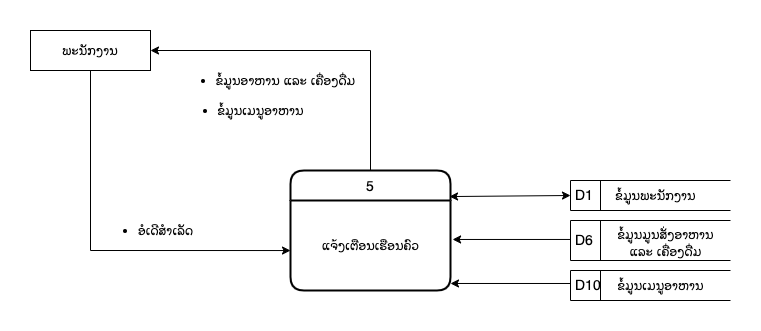 ພະນັກງານ
• ຂໍ້ມູນອາຫານ ແລະ ເຄື່ອງດື່ມ
• ຂໍ້ມູນເມນູອາຫານ
5
ແຈ້ງເຕືອນເຮືອນຄົວ
• ອໍເດີສຳເລັດ
D1 ຂໍ້ມູນພະນັກງານ
D6 ຂໍ້ມູນມູນສັ່ງອາຫານ
ແລະ ເຄື່ອງດື່ມ
D10 ຂໍ້ມູນເມນູອາຫານ